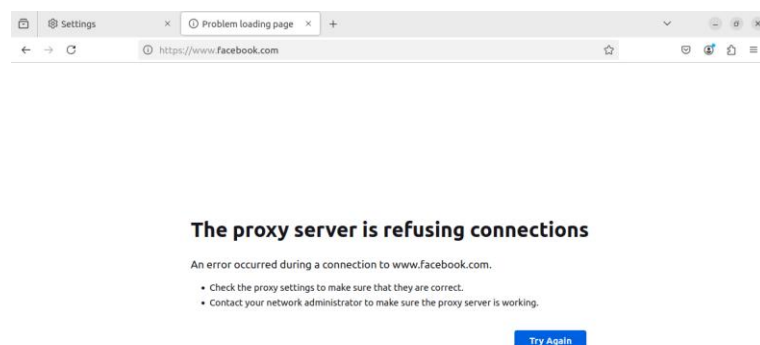 Settings
Problem loading page
https://www.facebook.com
The proxy server is refusing connections
An error occurred during a connection to www.facebook.com.
• Check the proxy settings to make sure that they are correct.
• Contact your network administrator to make sure the proxy server is working.
Try Again